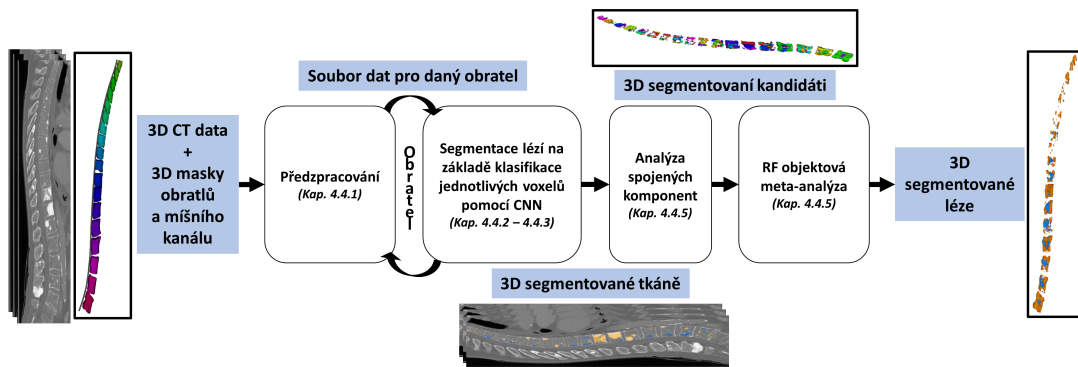 3D CT data
+
3D masky
obratlů
a míšního
kanálu
Předzpracování
(Kap. 4.4.1)
Soubor dat pro daný obratel
Obratel
Segmentace lézí na
základě klasifikace
jednotlivých voxelů
pomocí CNN
(Kap. 4.4.2 – 4.4.3)
3D segmentované tkáně
3D segmentovaní kandidáti
Analýza
spojených
komponent
(Kap. 4.4.5)
RF objektová
meta-analýza
(Kap. 4.4.5)
3D
segmentované
léze